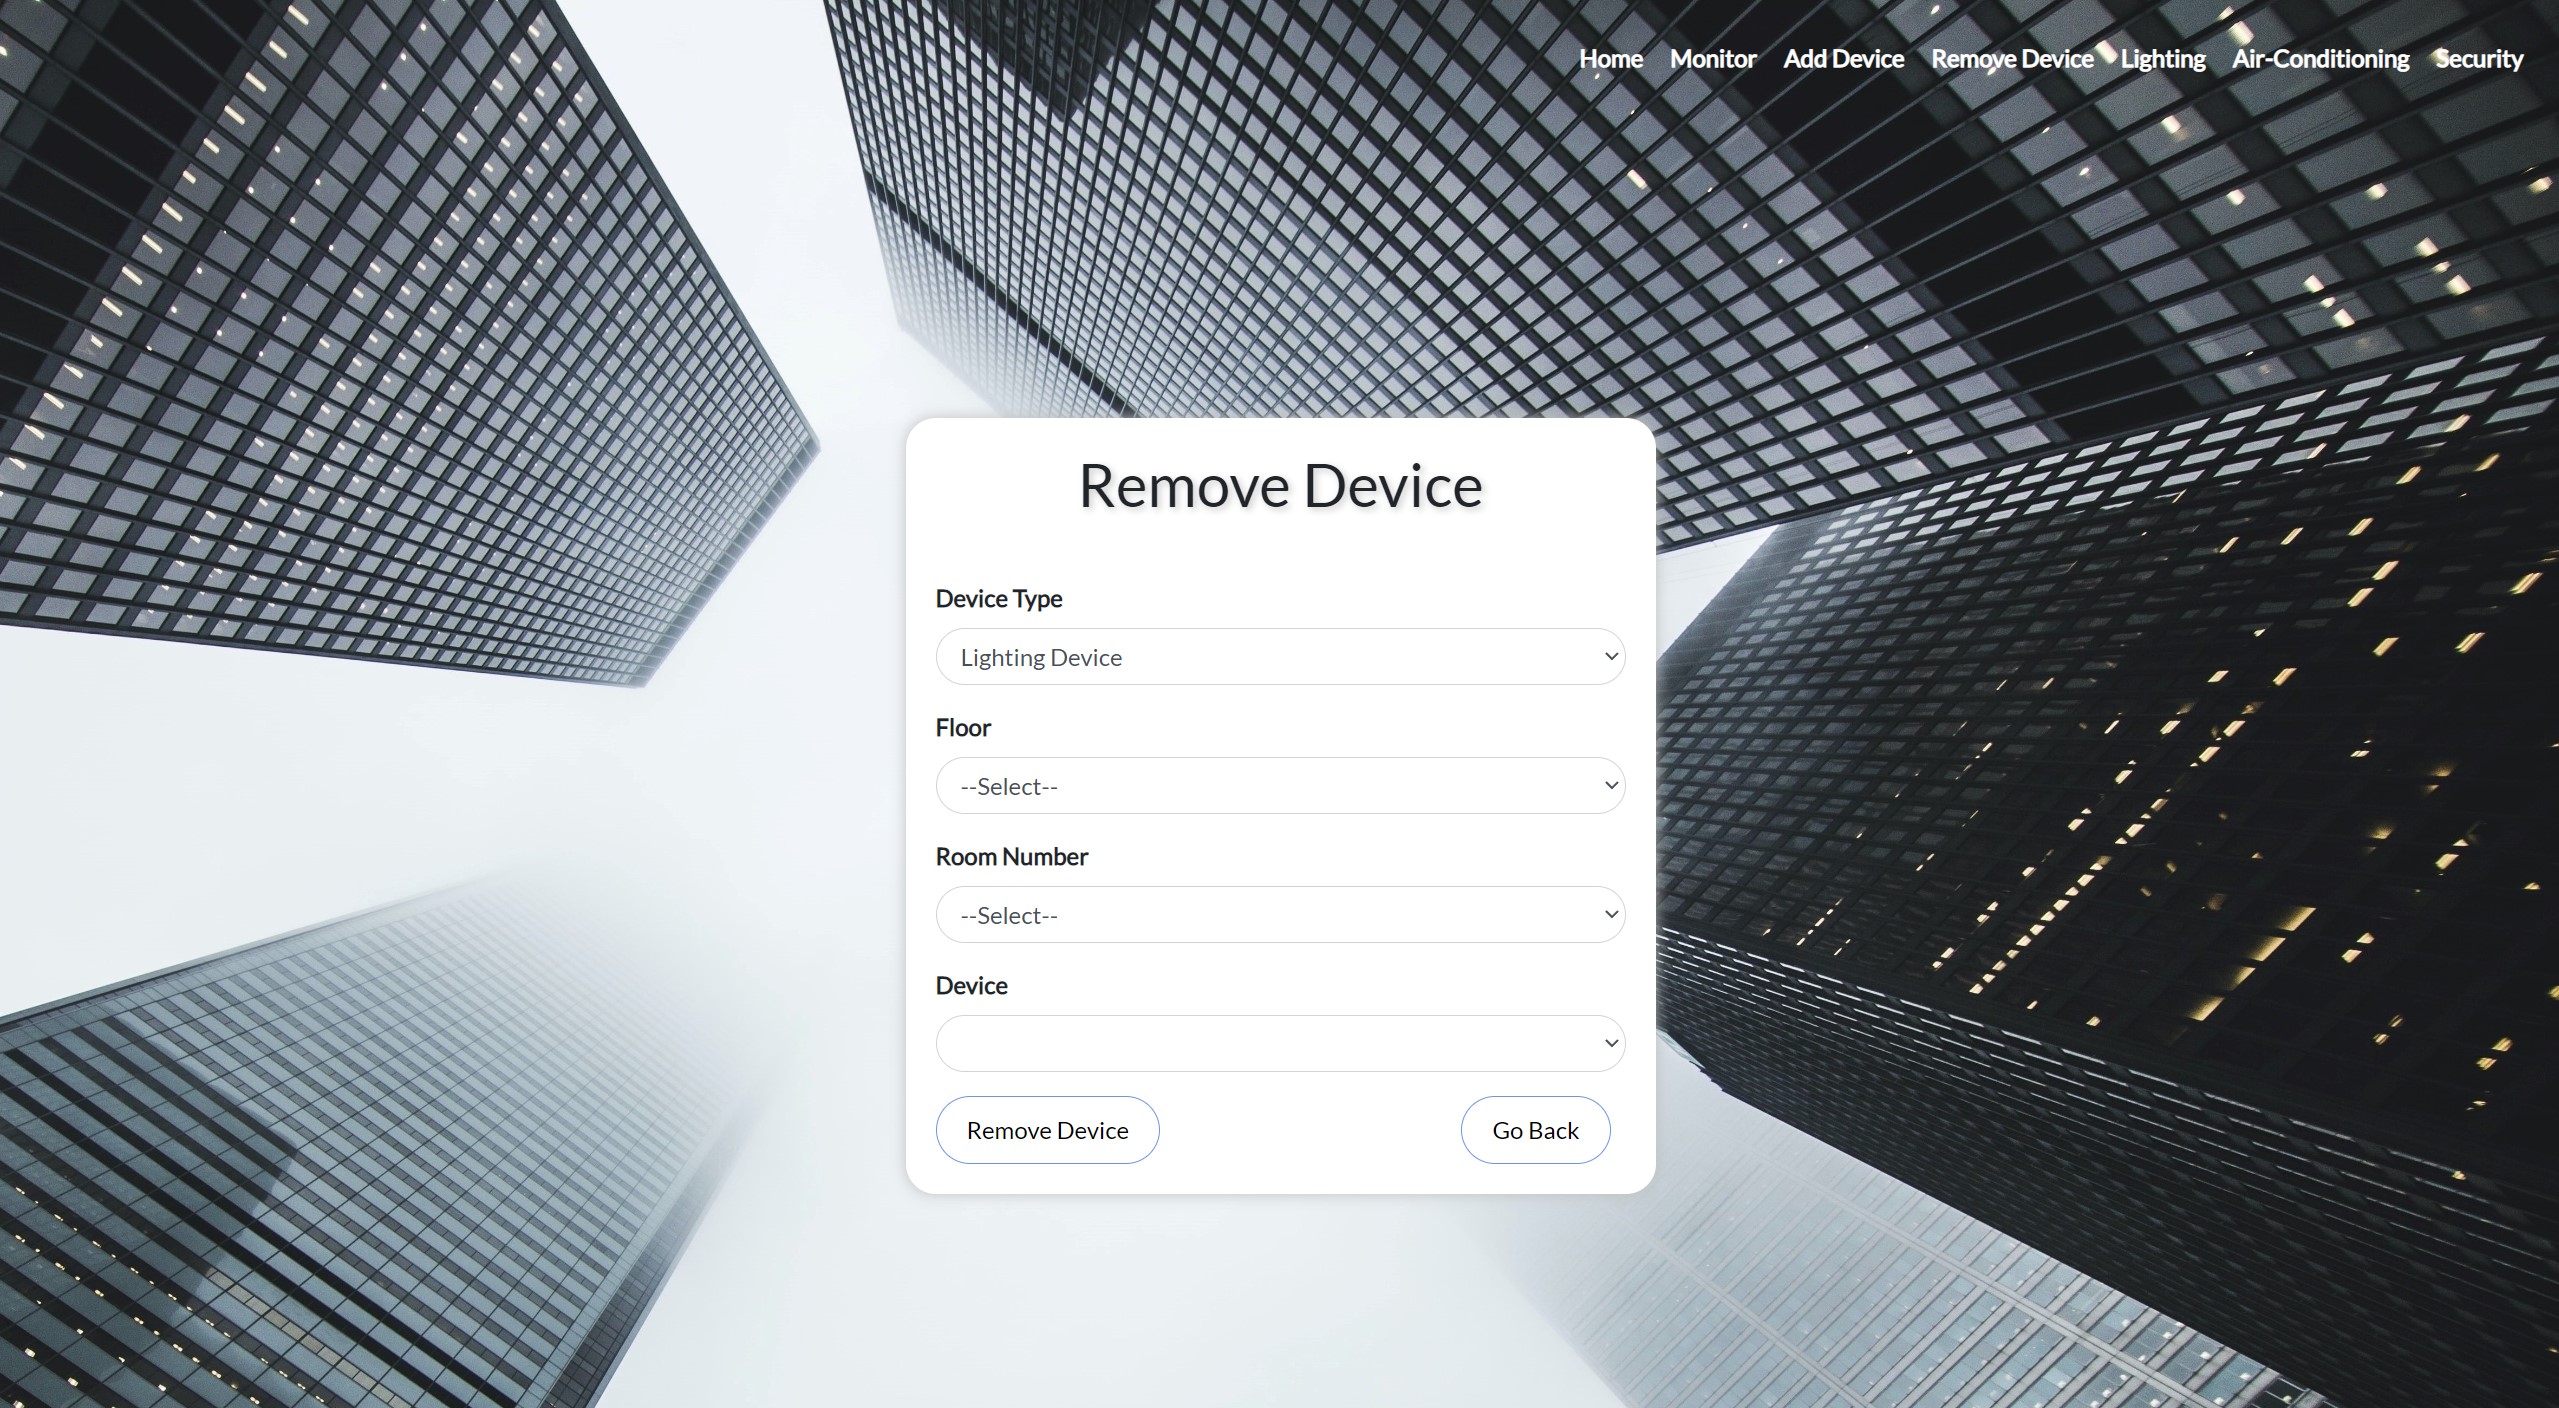 Home Monitor Add Device Remove Device Lighting Air-Conditioning Security
Remove Device
Device Type
Lighting Device
Floor
--Select--
Room Number
--Select--
Device
Remove Device Go Back